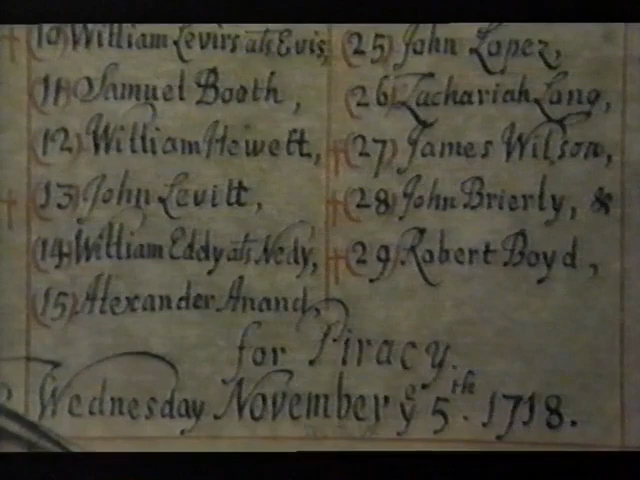 (10) William Levirs als Evis, (25) John Lopez,
(11) Samuel Booth, (26) Zachariah Long,
(12) William Hewett, (27) James Wilson,
(13) John Levitt, (28) John Brierly, &
(14) William Eddy als Nedy, (29) Robert Boyd,
(15) Alexander Anand,
for Piracy.
Wednesday November yᵉ 5th. 1718.